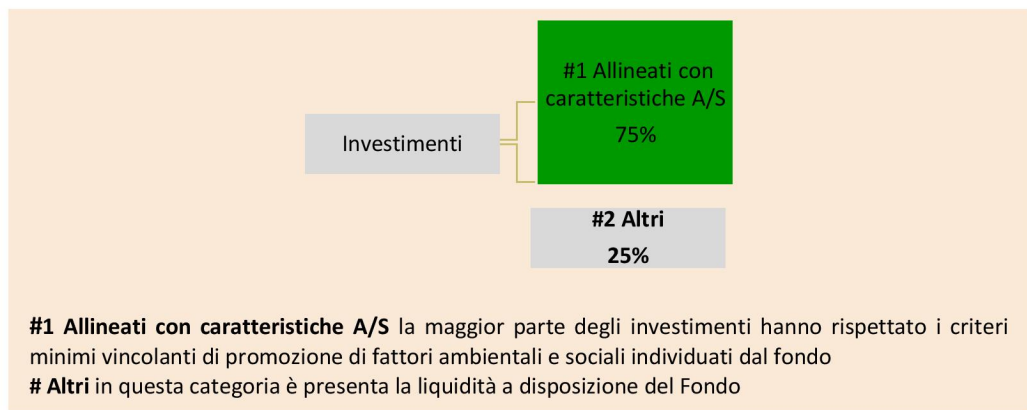 #1 Allineati con
caratteristiche A/S
75%
Investimenti
#2 Altri
25%
#1 Allineati con caratteristiche A/S la maggior parte degli investimenti hanno rispettato i criteri
minimi vincolanti di promozione di fattori ambientali e sociali individuati dal fondo
# Altri in questa categoria è presenta la liquidità a disposizione del Fondo